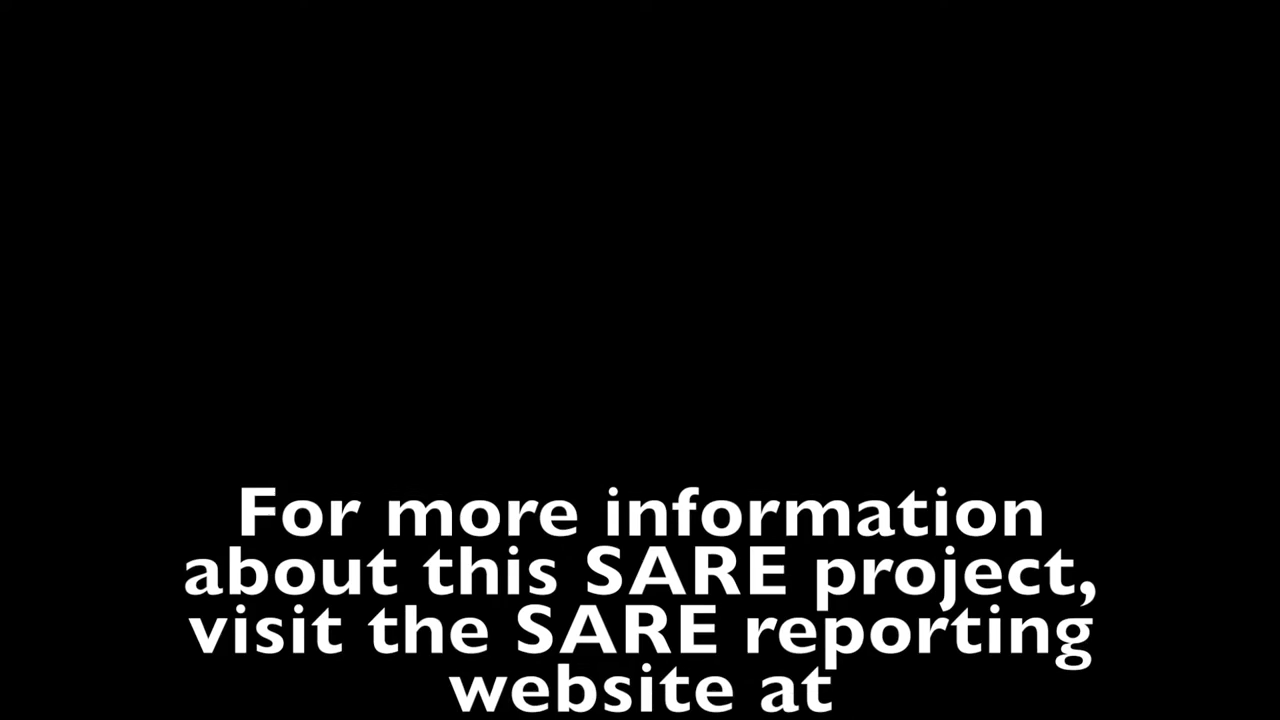 For more information
about this SARE project,
visit the SARE reporting
website at